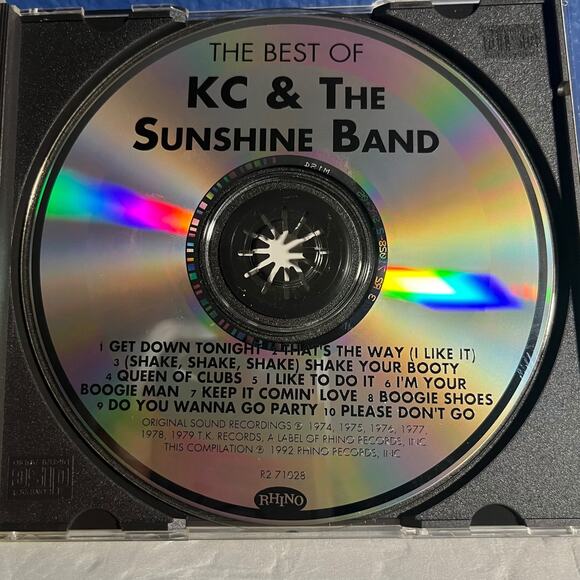 THE BEST OF
KC & THE
SUNSHINE BAND
1 GET DOWN TONIGHT 2 THAT'S THE WAY (I LIKE IT)
3 (SHAKE, SHAKE, SHAKE) SHAKE YOUR BOOTY
4 QUEEN OF CLUBS 5 I LIKE TO DO IT 6 I'M YOUR
BOOGIE MAN 7 KEEP IT COMIN' LOVE 8 BOOGIE SHOES
9 DO YOU WANNA GO PARTY 10 PLEASE DON'T GO
ORIGINAL SOUND RECORDINGS ℗ 1974, 1975, 1976, 1977,
1978, 1979 T.K. RECORDS, A LABEL OF RHINO RECORDS, INC.
THIS COMPILATION ℗ 1992 RHINO RECORDS, INC.
R2 71028
RHINO